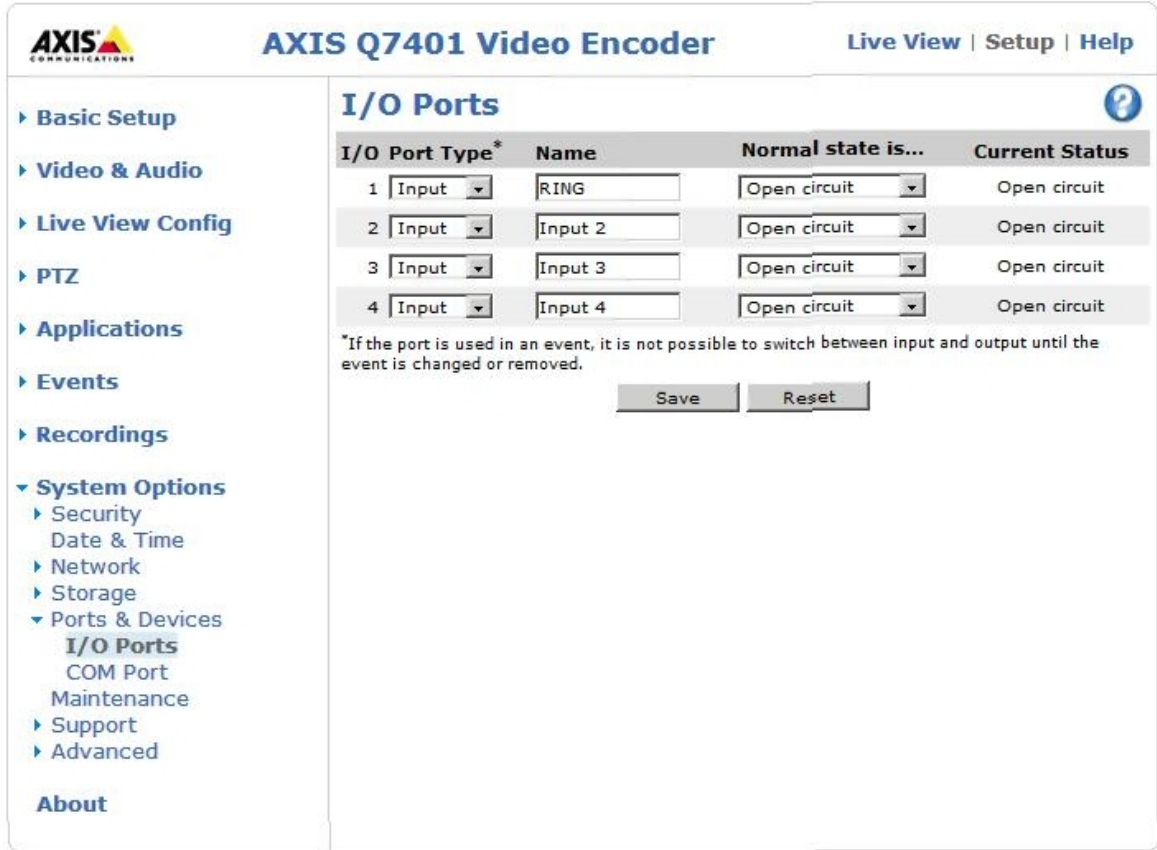 AXIS
COMMUNICATIONS
AXIS Q7401 Video Encoder
Live View | Setup | Help
Basic Setup
Video & Audio
Live View Config
PTZ
Applications
Events
Recordings
System Options
Security
Date & Time
Network
Storage
Ports & Devices
I/O Ports
COM Port
Maintenance
Support
Advanced
About
I/O Ports
?
I/O Port Type* Name Normal state is... Current Status
1 Input RING Open circuit Open circuit
2 Input Input 2 Open circuit Open circuit
3 Input Input 3 Open circuit Open circuit
4 Input Input 4 Open circuit Open circuit
*If the port is used in an event, it is not possible to switch between input and output until the
event is changed or removed.
Save Reset